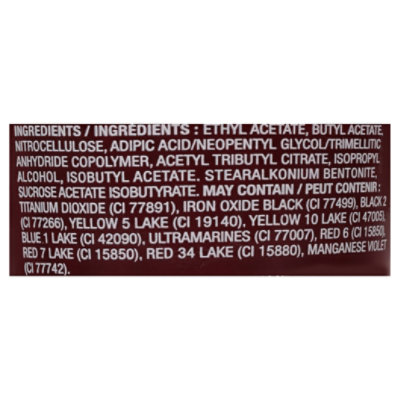 INGREDIENTS / INGRÉDIENTS : ETHYL ACETATE, BUTYL ACETATE,
NITROCELLULOSE, ADIPIC ACID/NEOPENTYL GLYCOL/TRIMELLITIC
ANHYDRIDE COPOLYMER, ACETYL TRIBUTYL CITRATE, ISOPROPYL
ALCOHOL, ISOBUTYL ACETATE. STEARALKONIUM BENTONITE,
SUCROSE ACETATE ISOBUTYRATE. MAY CONTAIN / PEUT CONTENIR :
TITANIUM DIOXIDE (CI 77891), IRON OXIDE BLACK (CI 77499), BLACK 2
(CI 77266), YELLOW 5 LAKE (CI 19140), YELLOW 10 LAKE (CI 47005),
BLUE 1 LAKE (CI 42090), ULTRAMARINES (CI 77007), RED 6 (CI 15850),
RED 7 LAKE (CI 15850), RED 34 LAKE (CI 15880), MANGANESE VIOLET
(CI 77742).